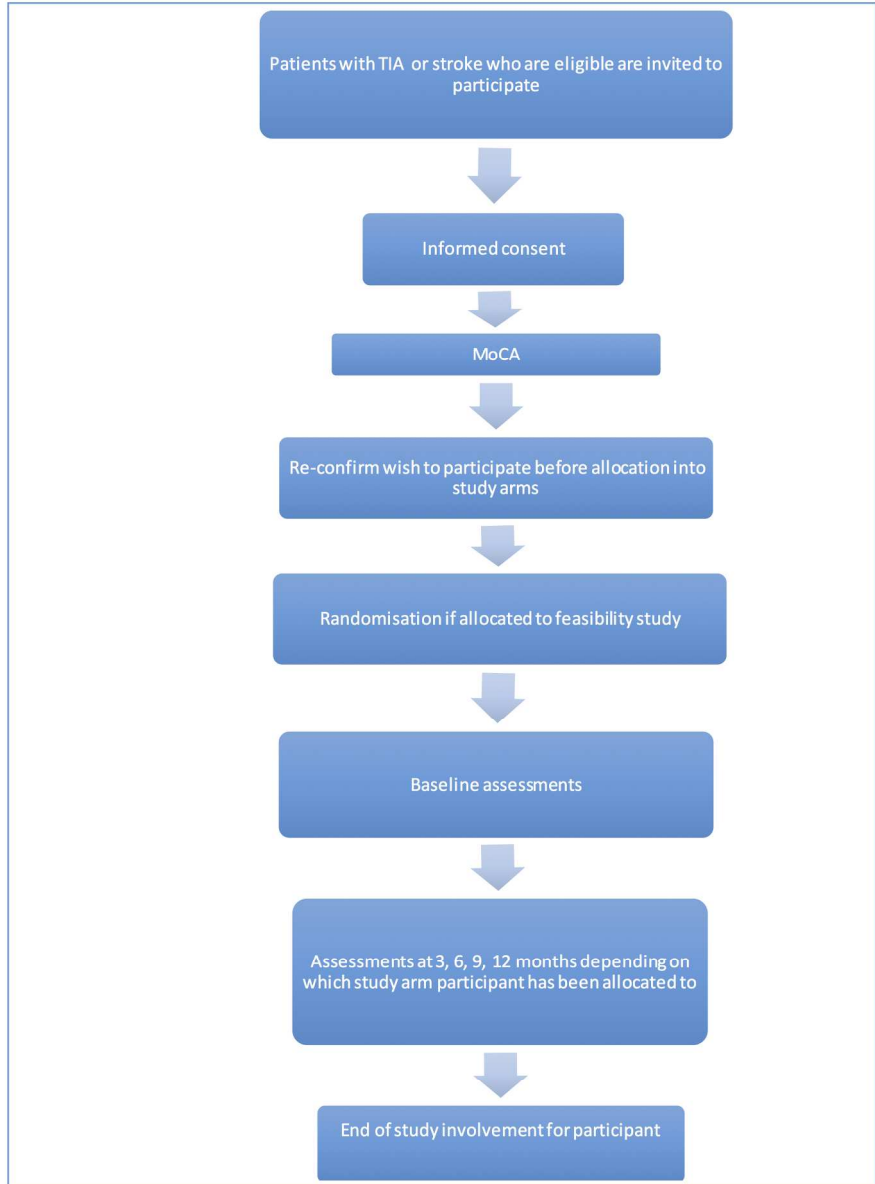 Patients with TIA or stroke who are eligible are invited to
participate
Informed consent
MoCA
Re-confirm wish to participate before allocation into
study arms
Randomisation if allocated to feasibility study
Baseline assessments
Assessments at 3, 6, 9, 12 months depending on
which study arm participant has been allocated to
End of study involvement for participant